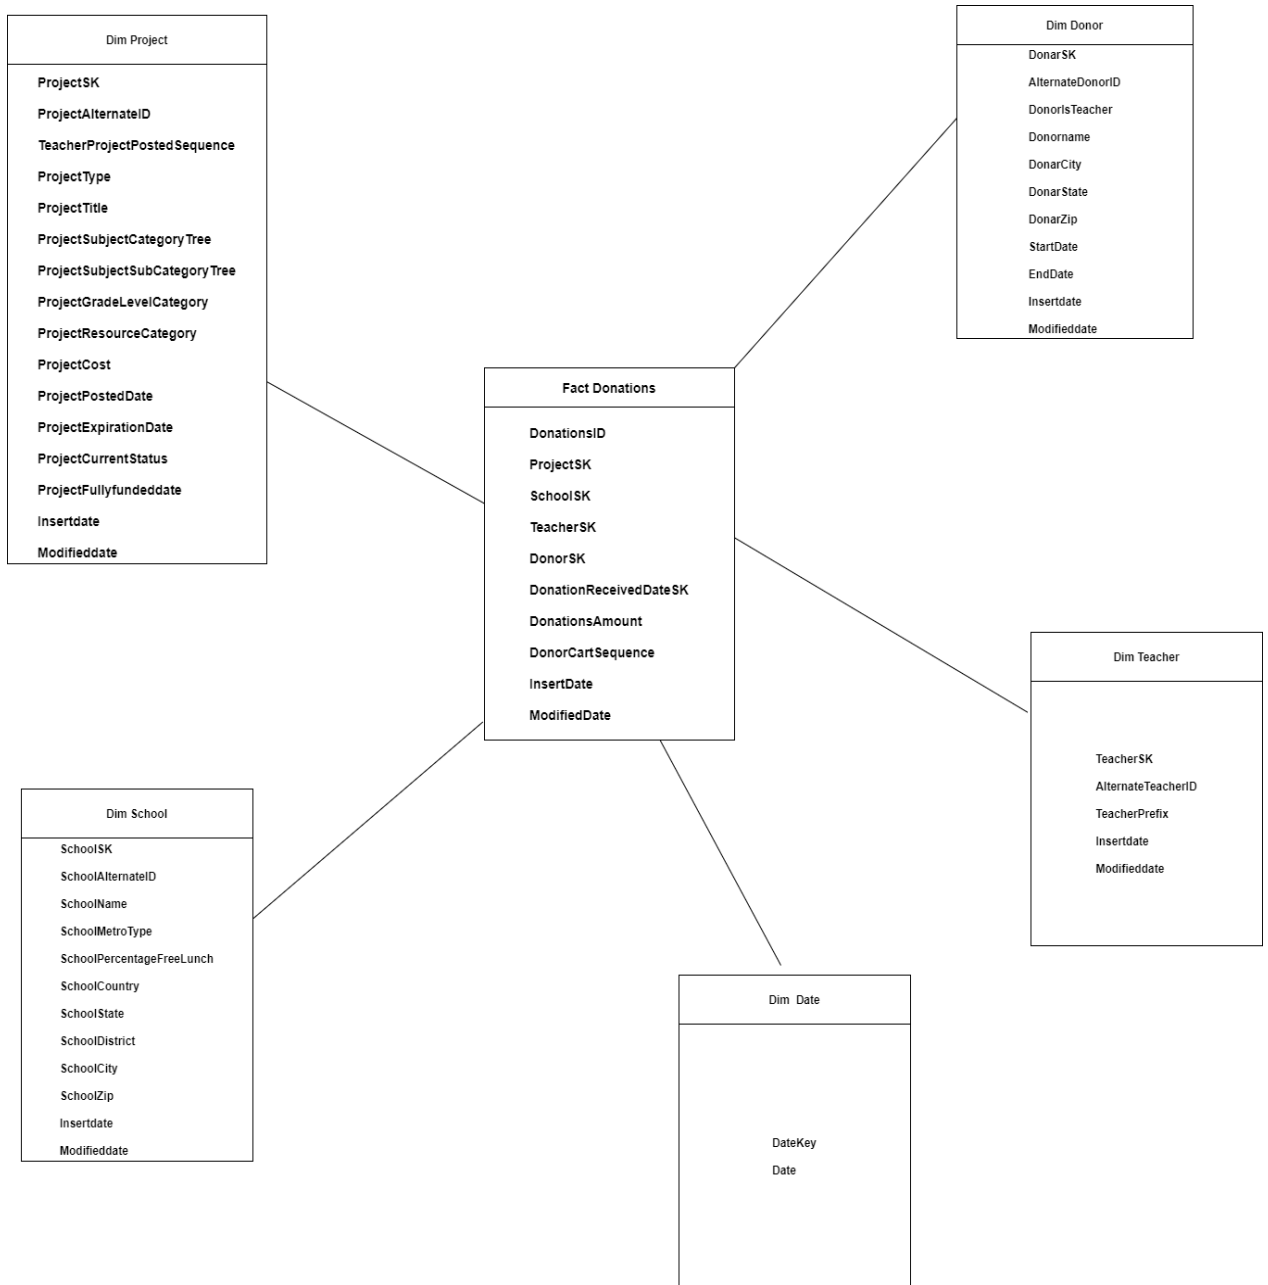 Dim Project
ProjectSK
ProjectAlternateID
TeacherProjectPostedSequence
ProjectType
ProjectTitle
ProjectSubjectCategoryTree
ProjectSubjectSubCategoryTree
ProjectGradeLevelCategory
ProjectResourceCategory
ProjectCost
ProjectPostedDate
ProjectExpirationDate
ProjectCurrentStatus
ProjectFullyfundeddate
Insertdate
Modifieddate
Dim Donor
DonarSK
AlternateDonorID
DonorIsTeacher
Donorname
DonarCity
DonarState
DonarZip
StartDate
EndDate
Insertdate
Modifieddate
Fact Donations
DonationsID
ProjectSK
SchoolSK
TeacherSK
DonorSK
DonationReceivedDateSK
DonationsAmount
DonorCartSequence
InsertDate
ModifiedDate
Dim Teacher
TeacherSK
AlternateTeacherID
TeacherPrefix
Insertdate
Modifieddate
Dim School
SchoolSK
SchoolAlternateID
SchoolName
SchoolMetroType
SchoolPercentageFreeLunch
SchoolCountry
SchoolState
SchoolDistrict
SchoolCity
SchoolZip
Insertdate
Modifieddate
Dim Date
DateKey
Date